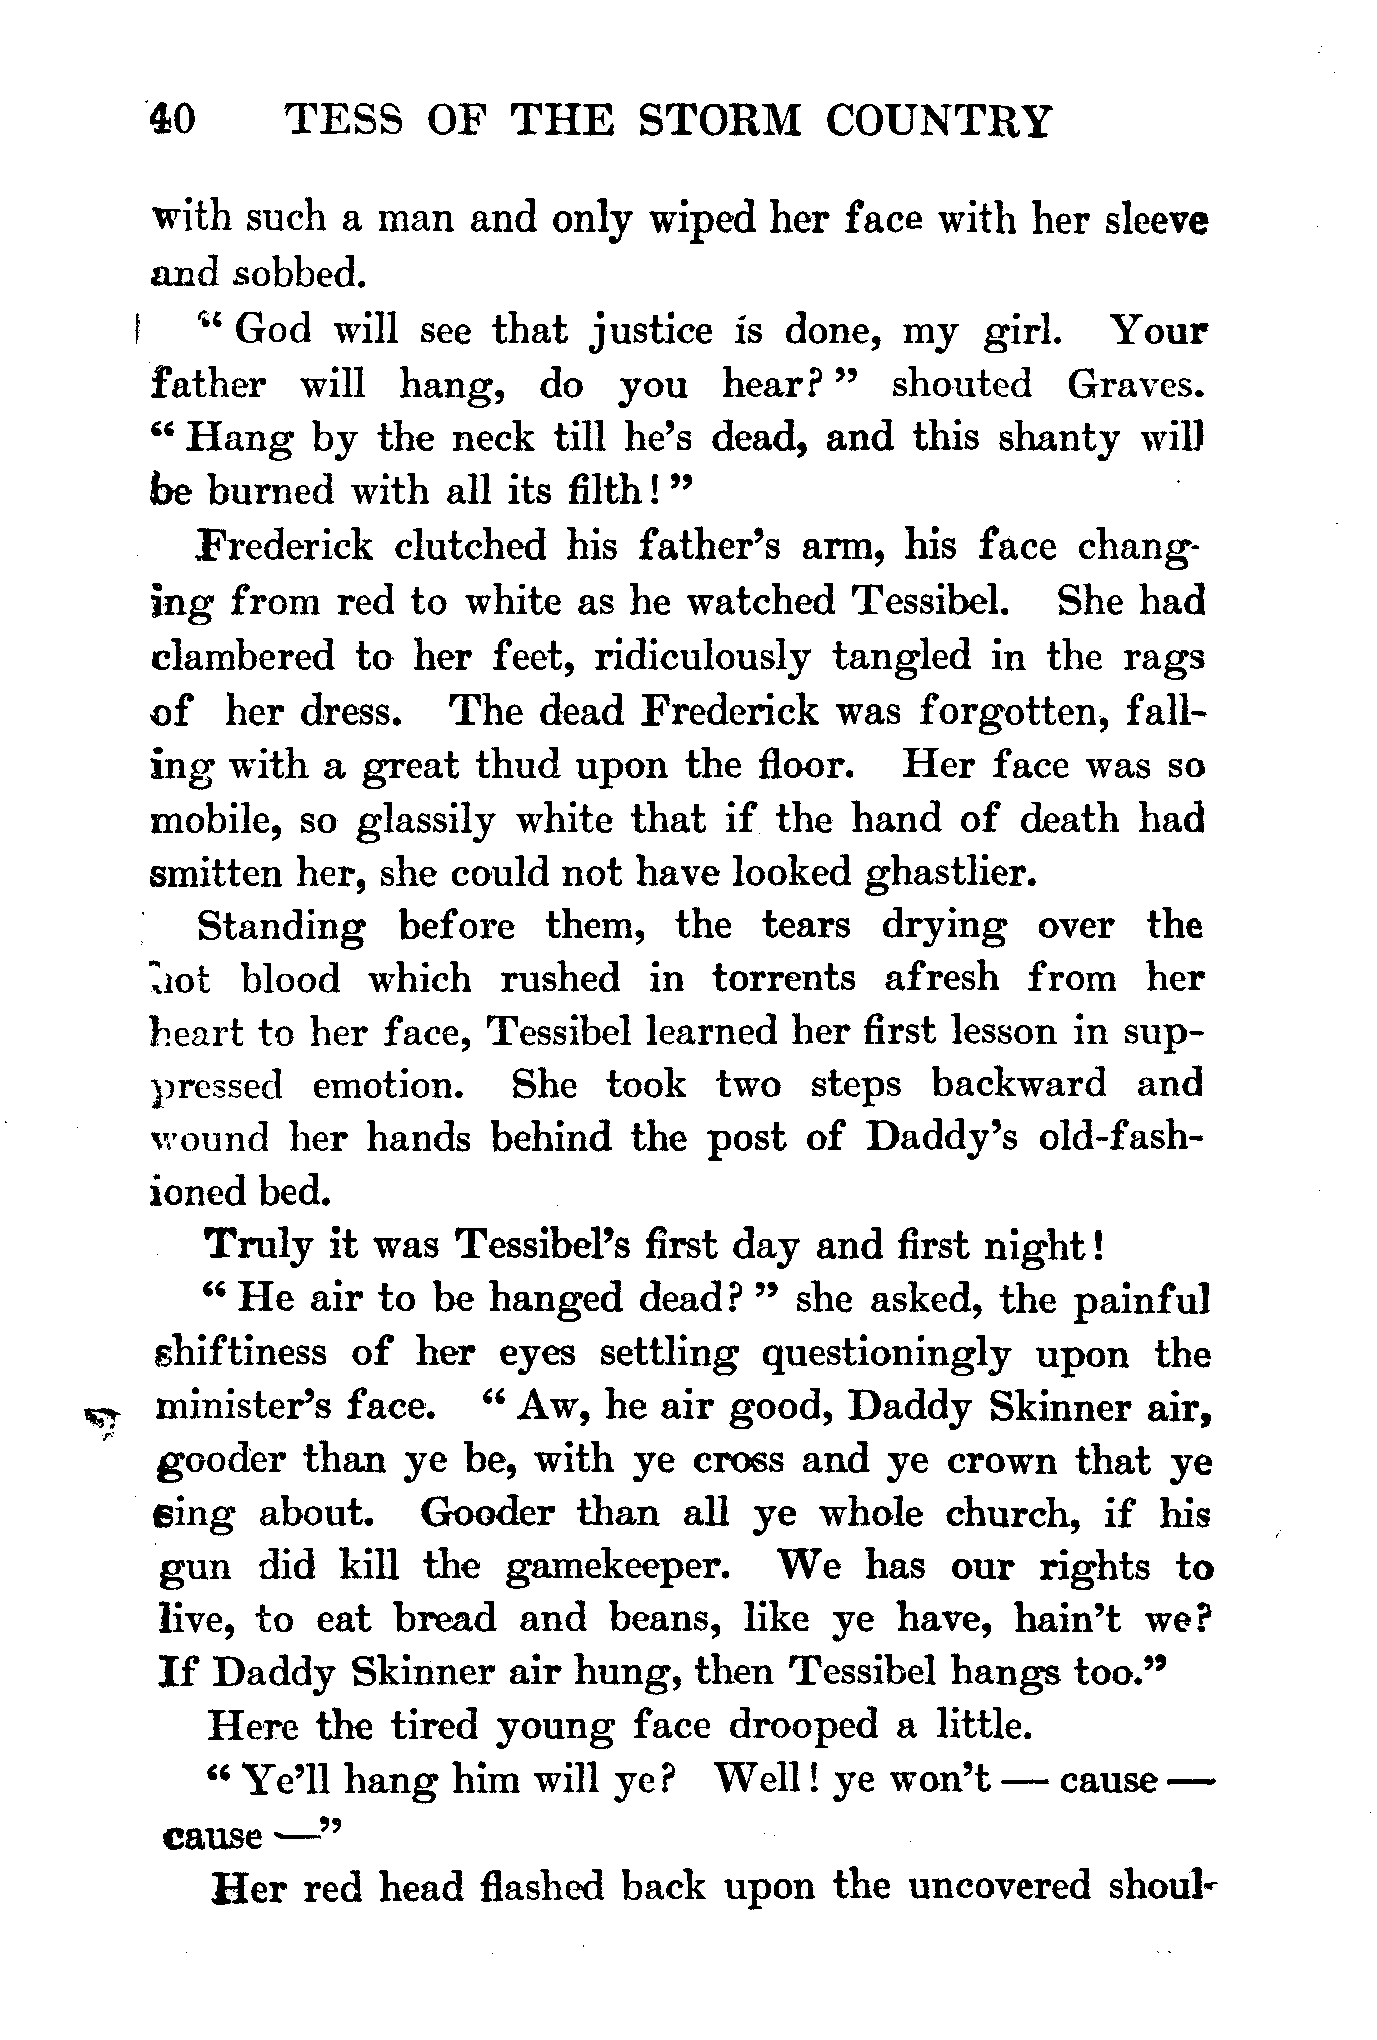 40 TESS OF THE STORM COUNTRY
with such a man and only wiped her face with her sleeve
and sobbed.
“ God will see that justice is done, my girl. Your
father will hang, do you hear? ” shouted Graves.
“ Hang by the neck till he’s dead, and this shanty will
be burned with all its filth! ”
Frederick clutched his father’s arm, his face chang-
ing from red to white as he watched Tessibel. She had
clambered to her feet, ridiculously tangled in the rags
of her dress. The dead Frederick was forgotten, fall-
ing with a great thud upon the floor. Her face was so
mobile, so glassily white that if the hand of death had
smitten her, she could not have looked ghastlier.
Standing before them, the tears drying over the
hot blood which rushed in torrents afresh from her
heart to her face, Tessibel learned her first lesson in sup-
pressed emotion. She took two steps backward and
wound her hands behind the post of Daddy’s old-fash-
ioned bed.
Truly it was Tessibel’s first day and first night!
“ He air to be hanged dead? ” she asked, the painful
shiftiness of her eyes settling questioningly upon the
minister’s face. “ Aw, he air good, Daddy Skinner air,
gooder than ye be, with ye cross and ye crown that ye
sing about. Gooder than all ye whole church, if his
gun did kill the gamekeeper. We has our rights to
live, to eat bread and beans, like ye have, hain’t we?
If Daddy Skinner air hung, then Tessibel hangs too.”
Here the tired young face drooped a little.
“ Ye’ll hang him will ye? Well! ye won’t — cause —
cause —”
Her red head flashed back upon the uncovered shoul-